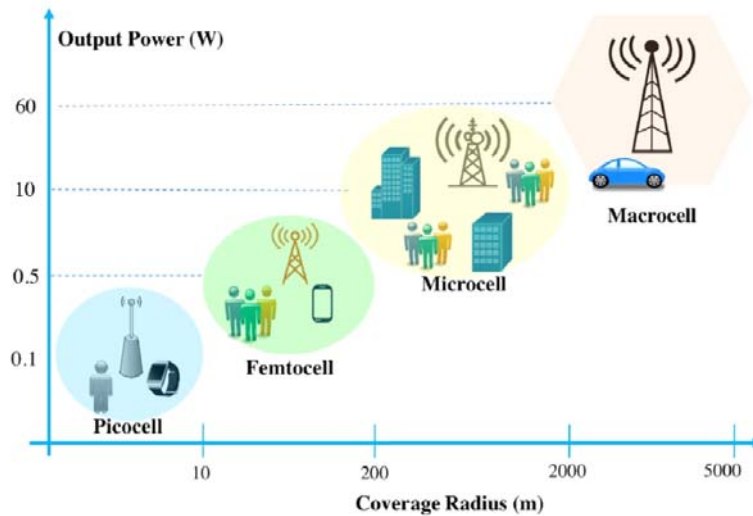 Output Power (W)
60
Macrocell
10
0.5
Microcell
0.1
Femtocell
Picocell
10
200
2000
5000
Coverage Radius (m)